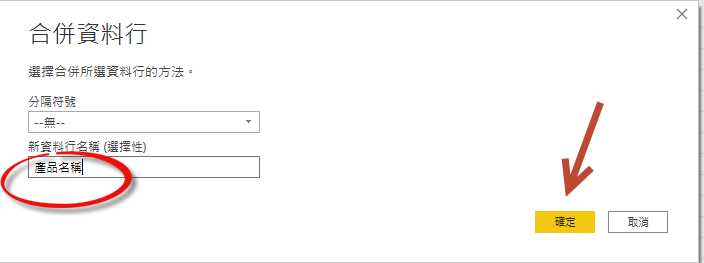 合併資料行
選擇合併所選資料行的方法。
分隔符號
--無--
新資料行名稱 (選擇性)
產品名稱
確定
取消